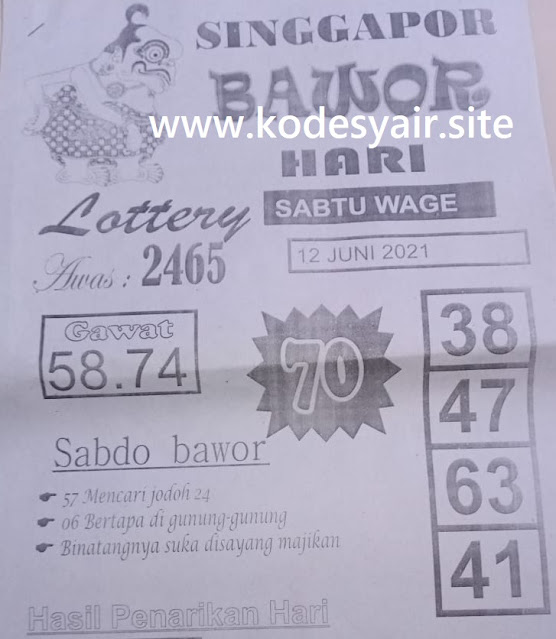 SINGGAPOR
BAWOR
www.kodesyair.site
HARI
Lottery
SABTU WAGE
Awas : 2465
12 JUNI 2021
Gawat
58.74
70
38
47
63
41
Sabdo bawor
57 Mencari jodoh 24
06 Bertapa di gunung-gunung
Binatangnya suka disayang majikan
Hasil Penarikan Hari